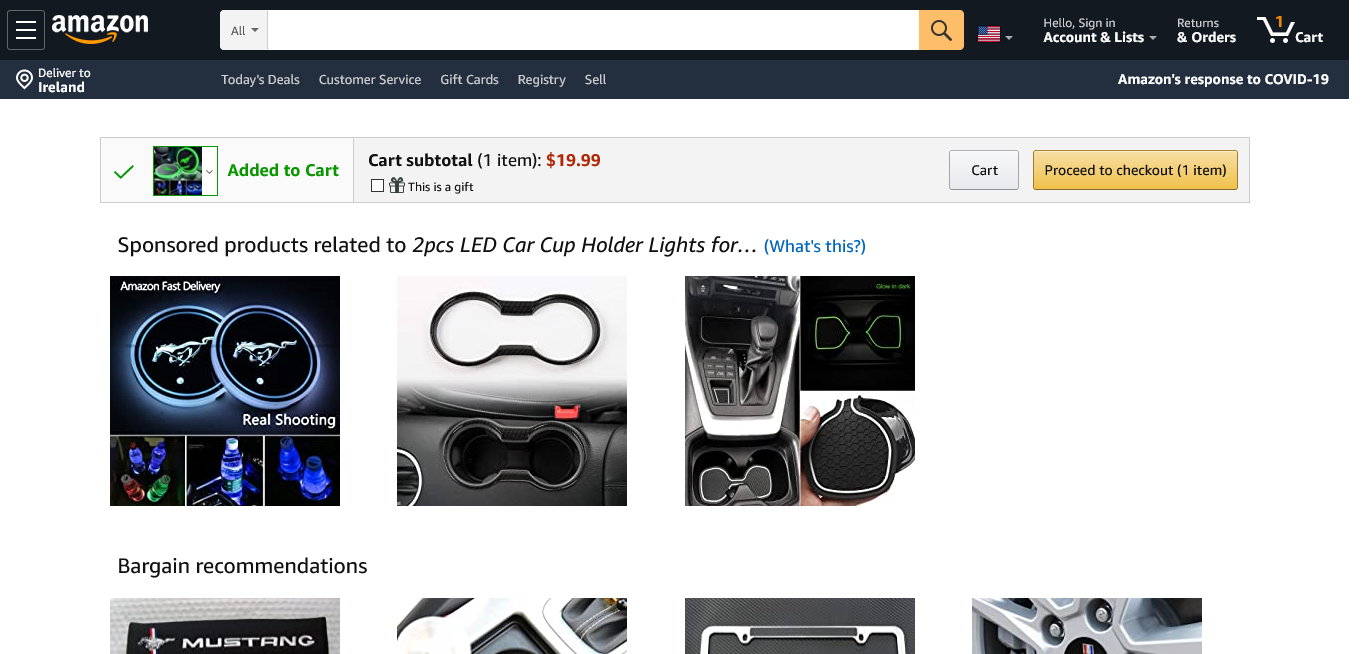 amazon
All
Hello, Sign in
Account & Lists
Returns
& Orders
1
Cart
Deliver to
Ireland
Today's Deals
Customer Service
Gift Cards
Registry
Sell
Amazon's response to COVID-19
Added to Cart
Cart subtotal (1 item): $19.99
This is a gift
Cart
Proceed to checkout (1 item)
Sponsored products related to 2pcs LED Car Cup Holder Lights for… (What's this?)
Amazon Fast Delivery
Real Shooting
Glow in dark
Bargain recommendations
MUSTANG